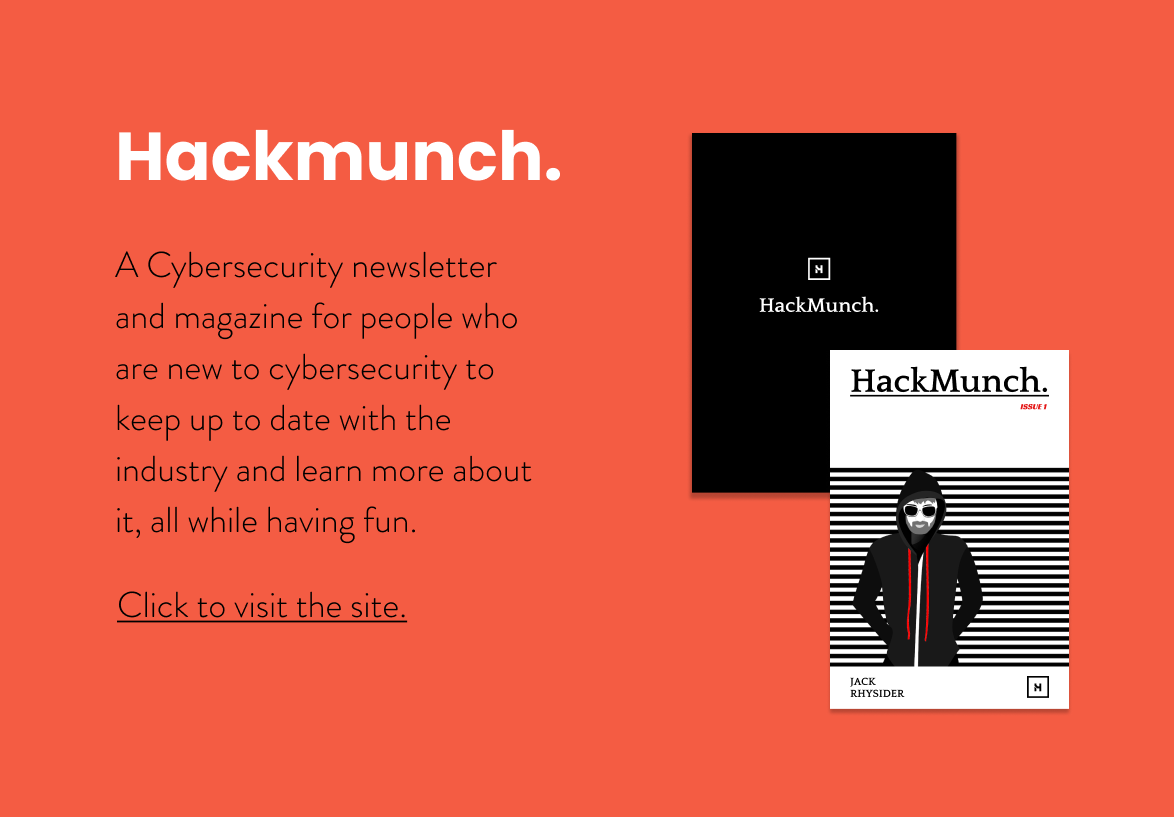 Hackmunch.
A Cybersecurity newsletter
and magazine for people who
are new to cybersecurity to
keep up to date with the
industry and learn more about
it, all while having fun.
Click to visit the site.
HackMunch.
HackMunch.
ISSUE 1
JACK
RHYSIDER